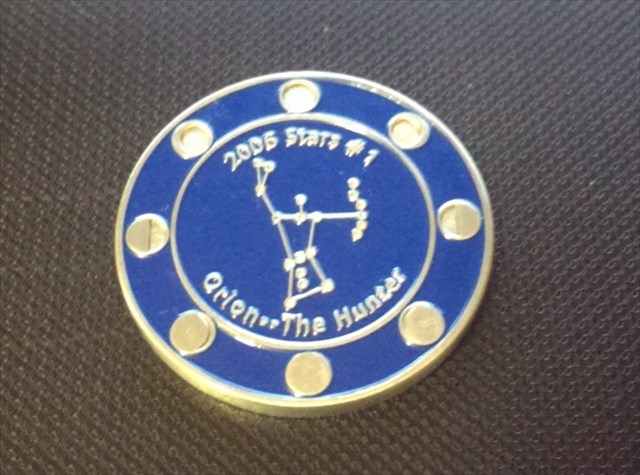 2006 Stars #1
Orion..The Hunter